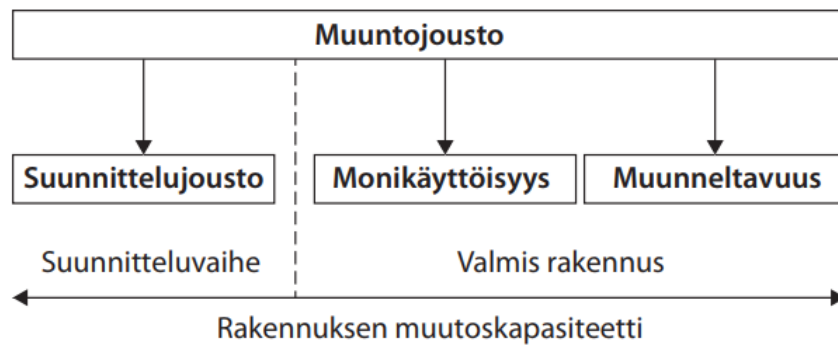 Muuntojousto
Suunnittelujousto
Monikäyttöisyys
Muunneltavuus
Suunnitteluvaihe
Valmis rakennus
Rakennuksen muutoskapasiteetti